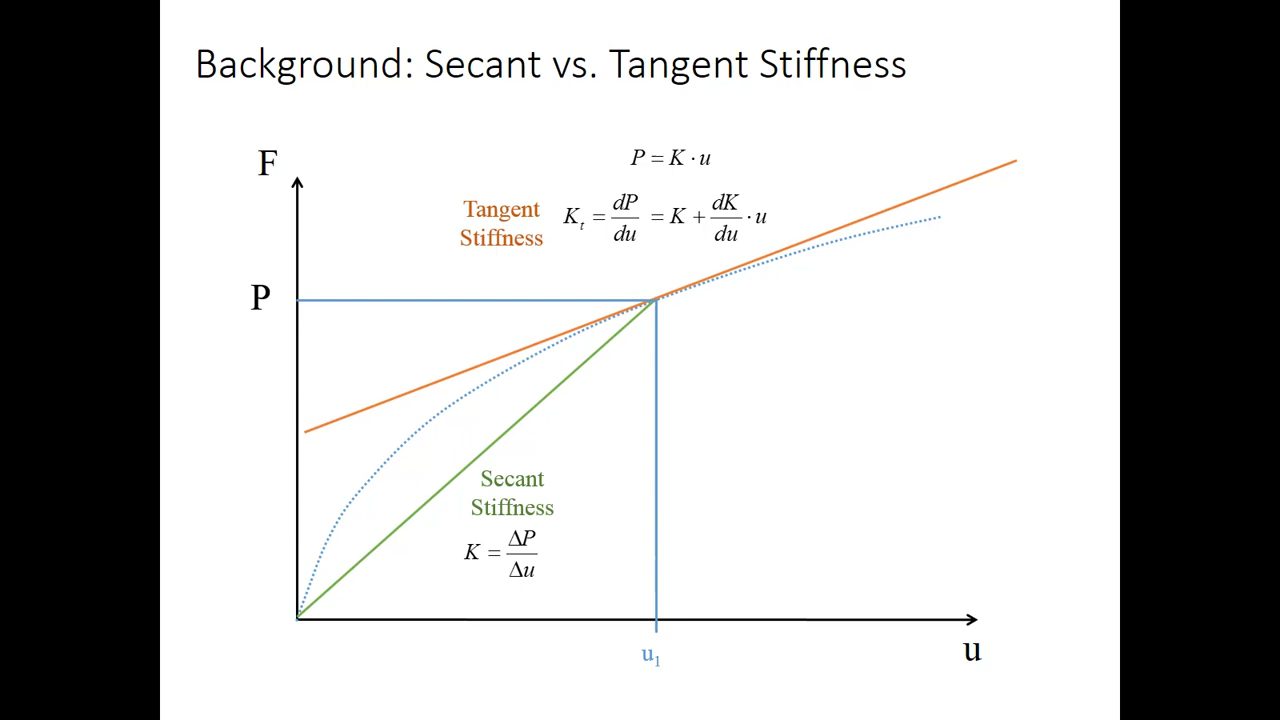 Background: Secant vs. Tangent Stiffness
F
P = K · u
Tangent
Stiffness
K_t = dP/du = K + dK/du · u
P
Secant
Stiffness
K = ΔP/Δu
u₁
u